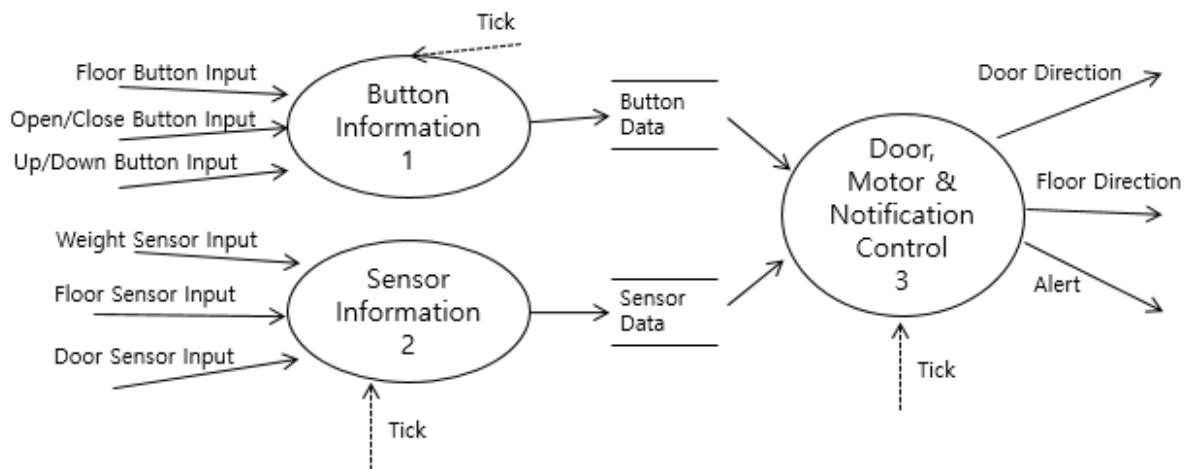 Tick
Floor Button Input
Open/Close Button Input
Up/Down Button Input
Button
Information
1
Button
Data
Weight Sensor Input
Floor Sensor Input
Door Sensor Input
Sensor
Information
2
Tick
Sensor
Data
Door,
Motor &
Notification
Control
3
Tick
Door Direction
Floor Direction
Alert